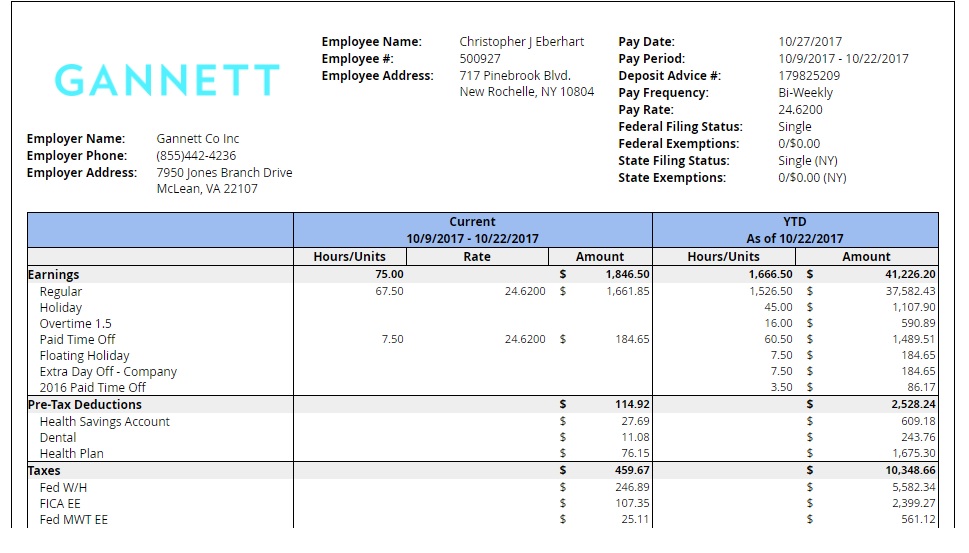 GANNETT
Employer Name: Gannett Co Inc
Employer Phone: (855)442-4236
Employer Address: 7950 Jones Branch Drive
McLean, VA 22107
Employee Name: Christopher J Eberhart
Employee #: 500927
Employee Address: 717 Pinebrook Blvd.
New Rochelle, NY 10804
Pay Date: 10/27/2017
Pay Period: 10/9/2017 - 10/22/2017
Deposit Advice #: 179825209
Pay Frequency: Bi-Weekly
Pay Rate: 24.6200
Federal Filing Status: Single
Federal Exemptions: 0/$0.00
State Filing Status: Single (NY)
State Exemptions: 0/$0.00 (NY)
Current YTD
10/9/2017 - 10/22/2017 As of 10/22/2017
Hours/Units Rate Amount Hours/Units Amount
Earnings 75.00 $ 1,846.50 1,666.50 $ 41,226.20
Regular 67.50 24.6200 $ 1,661.85 1,526.50 $ 37,582.43
Holiday 45.00 $ 1,107.90
Overtime 1.5 16.00 $ 590.89
Paid Time Off 7.50 24.6200 $ 184.65 60.50 $ 1,489.51
Floating Holiday 7.50 $ 184.65
Extra Day Off - Company 7.50 $ 184.65
2016 Paid Time Off 3.50 $ 86.17
Pre-Tax Deductions $ 114.92 $ 2,528.24
Health Savings Account $ 27.69 $ 609.18
Dental $ 11.08 $ 243.76
Health Plan $ 76.15 $ 1,675.30
Taxes $ 459.67 $ 10,348.66
Fed W/H $ 246.89 $ 5,582.34
FICA EE $ 107.35 $ 2,399.27
Fed MWT EE $ 25.11 $ 561.12